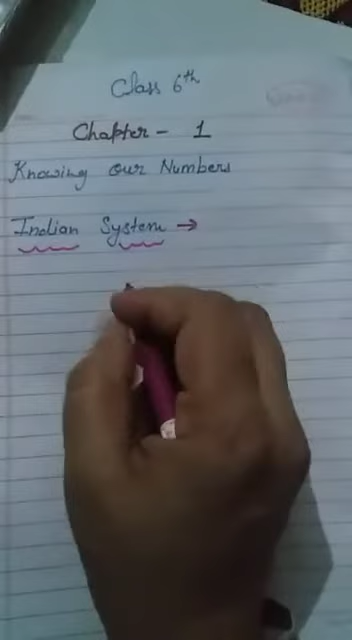 Class 6th
Chapter - 1
Knowing our Numbers
Indian System →